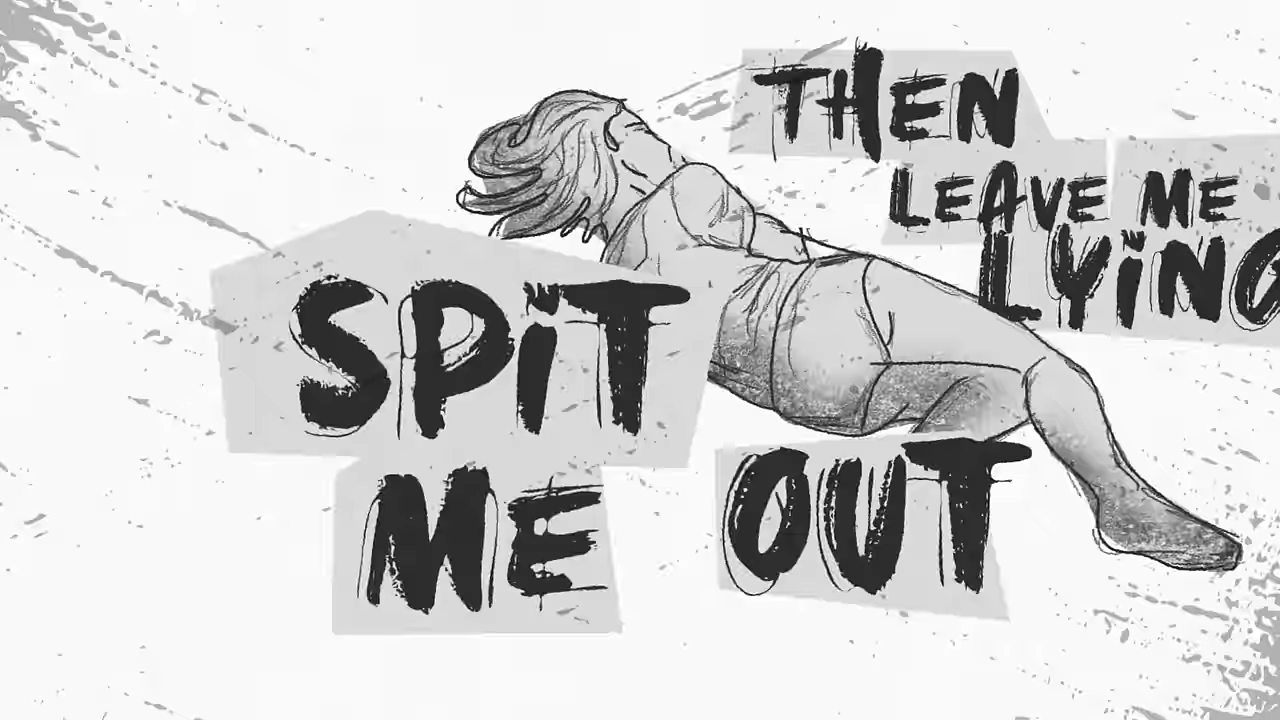 SPiT
ME OUT
THEN
LEAVE ME
LYiNG